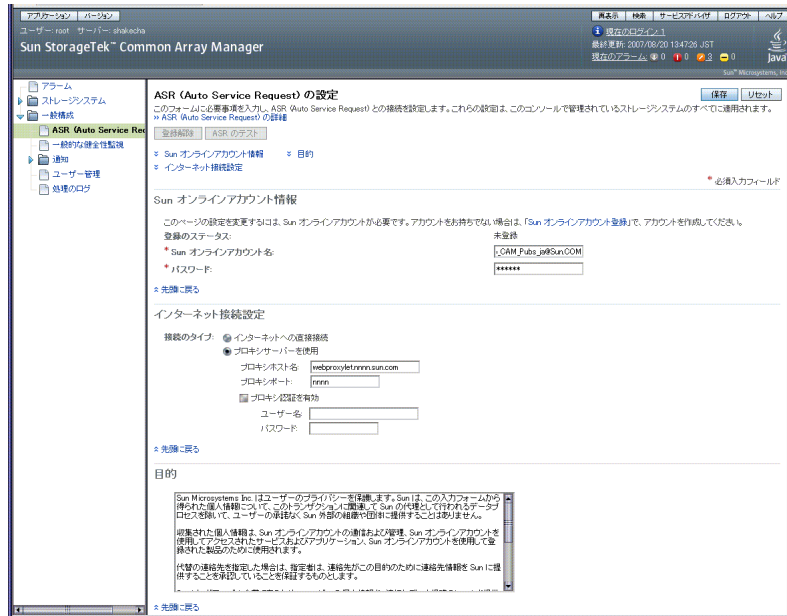 アプリケーション バージョン
再表示 検索 サービスアドバイザ ログアウト ヘルプ
ユーザー: root サーバー: shakecha
現在のログイン: 1
最終更新: 2007/08/20 13:47:26 JST
現在のアラーム: 0 0 3 0
Sun StorageTek™ Common Array Manager
Java
Sun™ Microsystems, Inc
アラーム
ストレージシステム
一般構成
ASR (Auto Service Rec
一般的な健全性監視
通知
ユーザー管理
処理のログ
ASR (Auto Service Request) の設定
保存 リセット
このフォームに必要事項を入力し、ASR (Auto Service Request) との接続を設定します。これらの設定は、このコンソールで管理されているストレージシステムのすべてに適用されます。
» ASR (Auto Service Request) の詳細
登録解除 ASR のテスト
Sun オンラインアカウント情報 目的
インターネット接続設定
* 必須入力フィールド
Sun オンラインアカウント情報
このページの設定を変更するには、Sun オンラインアカウントが必要です。アカウントをお持ちでない場合は、「Sun オンラインアカウント登録」で、アカウントを作成してください。
登録のステータス: 未登録
* Sun オンラインアカウント名: _CAM_Pubs_ja@Sun.COM
* パスワード: ******
先頭に戻る
インターネット接続設定
接続のタイプ: インターネットへの直接接続
プロキシサーバーを使用
プロキシホスト名: webproxylet.nnnn.sun.com
プロキシポート: nnnn
プロキシ認証を有効
ユーザー名:
パスワード:
先頭に戻る
目的
Sun Microsystems Inc. はユーザーのプライバシーを保護します。Sun は、この入力フォームから
得られた個人情報について、このトランザクションに関連して Sun の代理として行われるデータプ
ロセスを除いて、ユーザーの承諾なく Sun 外部の組織や団体に提供することはありません。
収集された個人情報は、Sun オンラインアカウントの通信および管理、Sun オンラインアカウントを
使用してアクセスされたサービスおよびアプリケーション、Sun オンラインアカウントを使用して登
録された製品のために使用されます。
代替の連絡先を指定した場合は、指定者は、連絡先がこの目的のために連絡先情報を Sun に提
供することを承認していることを保証するものとします。
先頭に戻る